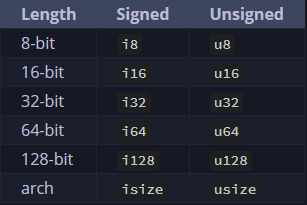 Length Signed Unsigned
8-bit i8 u8
16-bit i16 u16
32-bit i32 u32
64-bit i64 u64
128-bit i128 u128
arch isize usize